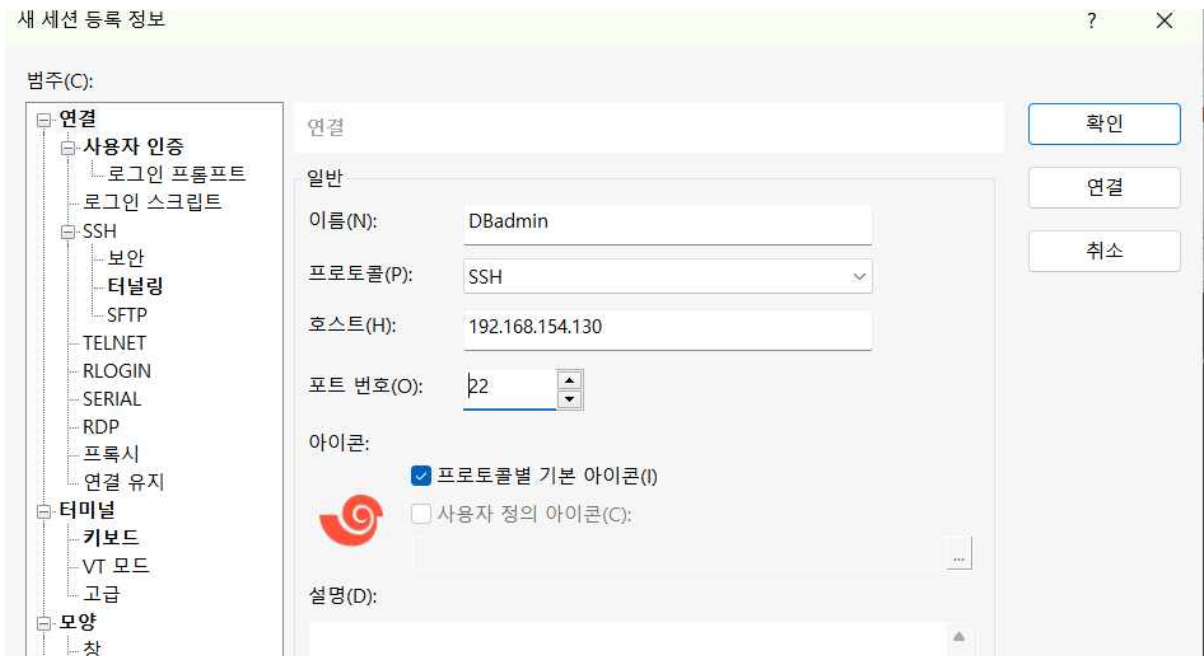 새 세션 등록 정보
?
범주(C):
연결
사용자 인증
로그인 프롬프트
로그인 스크립트
SSH
보안
터널링
SFTP
TELNET
RLOGIN
SERIAL
RDP
프록시
연결 유지
터미널
키보드
VT 모드
고급
모양
창
연결
일반
이름(N): DBadmin
프로토콜(P): SSH
호스트(H): 192.168.154.130
포트 번호(O): 22
아이콘:
프로토콜별 기본 아이콘(I)
사용자 정의 아이콘(C):
...
설명(D):
확인
연결
취소